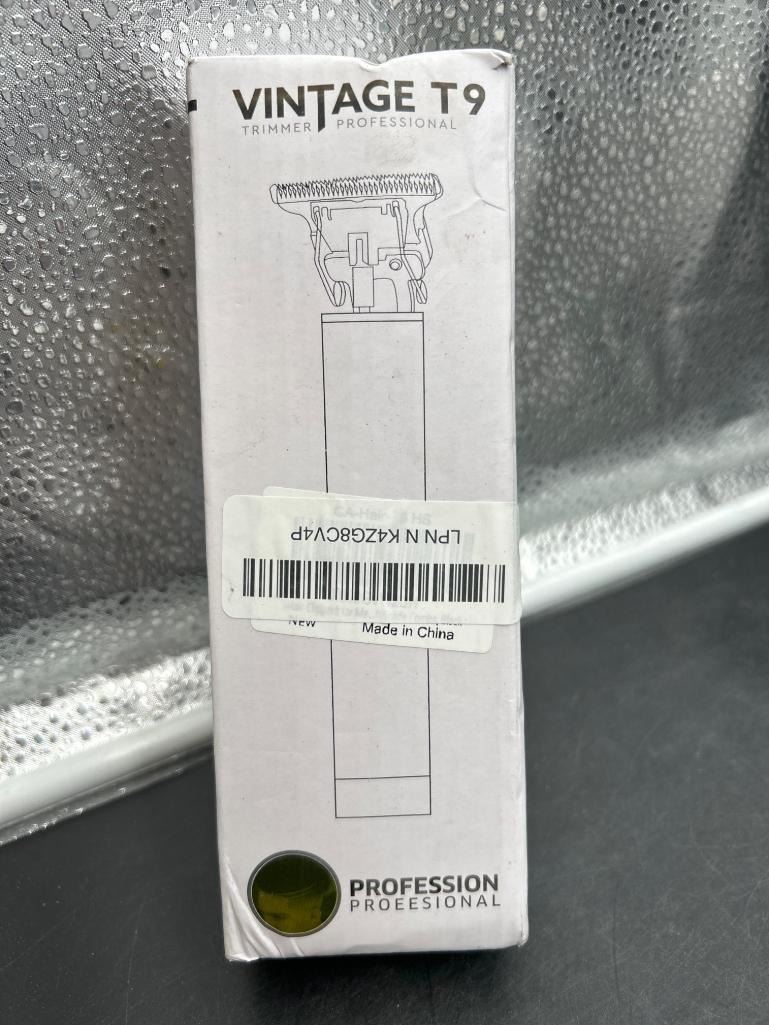 VINTAGE T9
TRIMMER PROFESSIONAL
LPN N K4ZG8CV4P
NEW Made in China
PROFESSION
PROEESIONAL